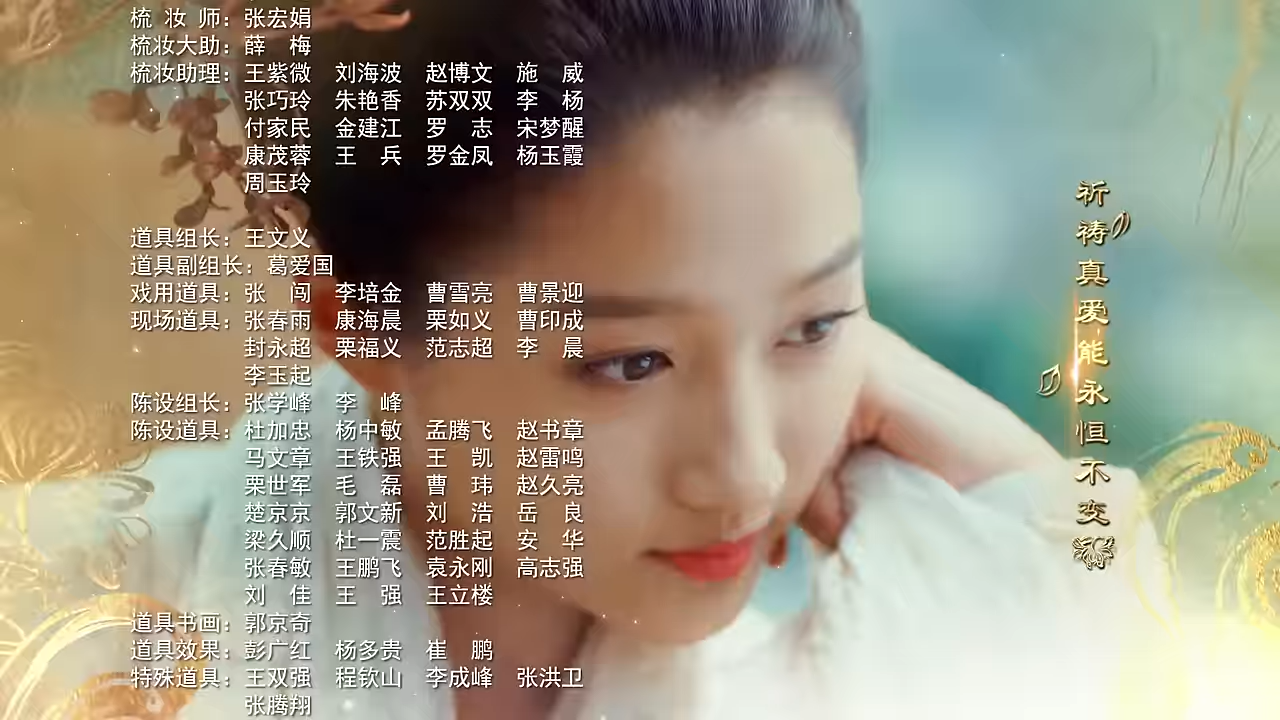 梳 妆 师：张宏娟
梳妆大助：薛 梅
梳妆助理：王紫微 刘海波 赵博文 施 威
张巧玲 朱艳香 苏双双 李 杨
付家民 金建江 罗 志 宋梦醒
康茂蓉 王 兵 罗金凤 杨玉霞
周玉玲
道具组长：王文义
道具副组长：葛爱国
戏用道具：张 闯 李培金 曹雪亮 曹景迎
现场道具：张春雨 康海晨 栗如义 曹印成
封永超 栗福义 范志超 李 晨
李玉起
陈设组长：张学峰 李 峰
陈设道具：杜加忠 杨中敏 孟腾飞 赵书章
马文章 王铁强 王 凯 赵雷鸣
栗世军 毛 磊 曹 玮 赵久亮
楚京京 郭文新 刘 浩 岳 良
梁久顺 杜一震 范胜起 安 华
张春敏 王鹏飞 袁永刚 高志强
刘 佳 王 强 王立楼
道具书画：郭京奇
道具效果：彭广红 杨多贵 崔 鹏
特殊道具：王双强 程钦山 李成峰 张洪卫
张腾翔
祈祷真爱能永恒不变